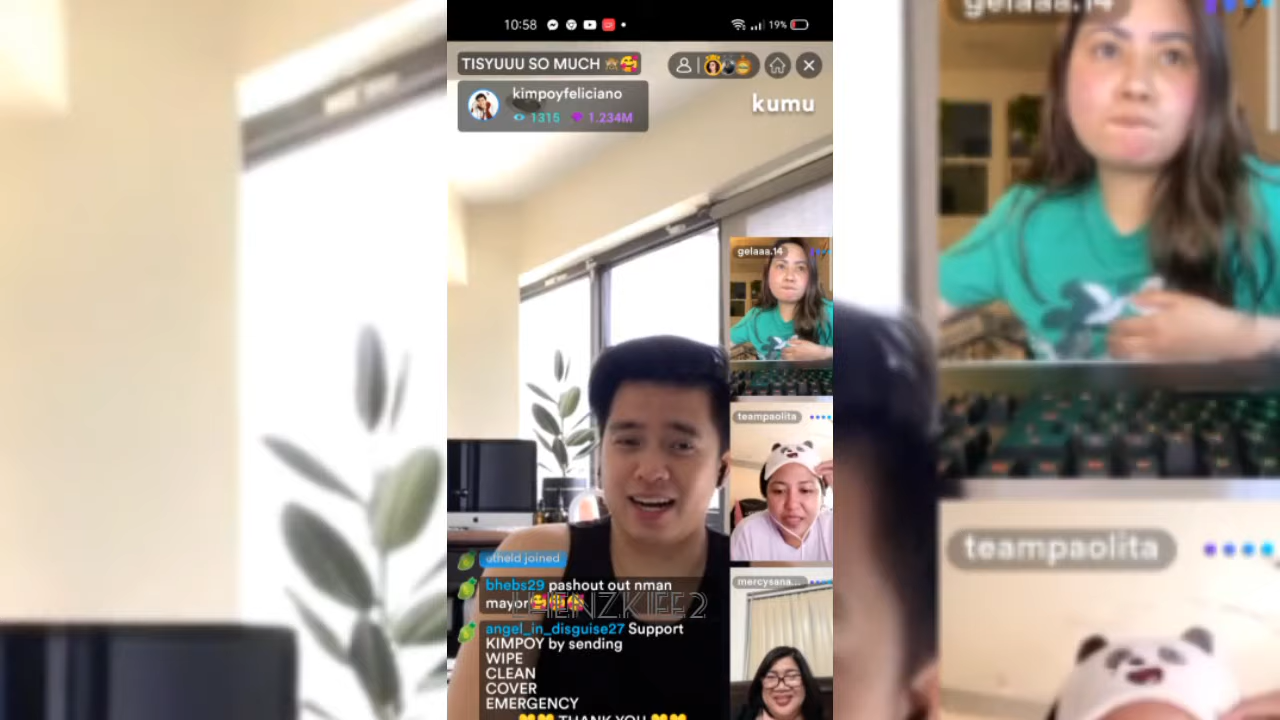 gelaaa.14
10:58
19%
TISYUUU SO MUCH
kimpoyfeliciano
1315 1.234M
kumu
gelaaa.14
teampaolita
teampaolita
etheld joined
mercysana...
bhebs29 pashout out nman
mayor
angel_in_disguise27 Support
KIMPOY by sending
WIPE
CLEAN
COVER
EMERGENCY
THANK YOU